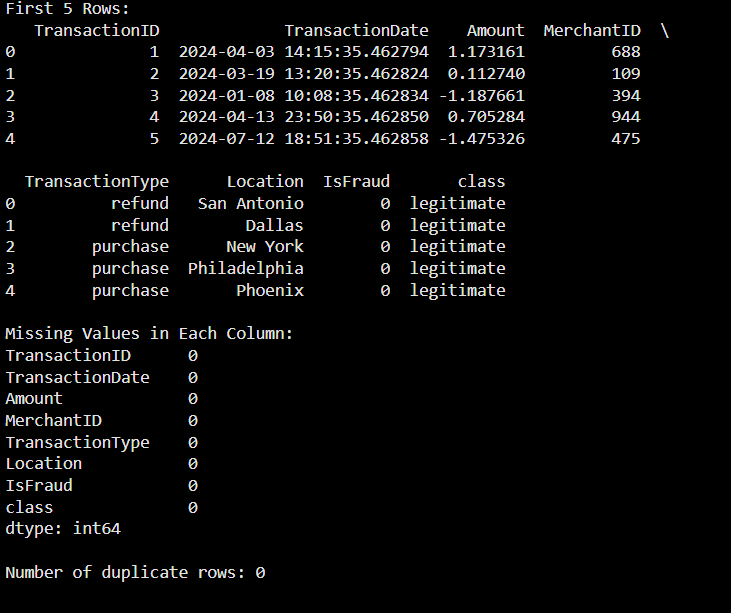 First 5 Rows:
   TransactionID             TransactionDate    Amount  MerchantID  \
0              1  2024-04-03 14:15:35.462794  1.173161         688
1              2  2024-03-19 13:20:35.462824  0.112740         109
2              3  2024-01-08 10:08:35.462834 -1.187661         394
3              4  2024-04-13 23:50:35.462850  0.705284         944
4              5  2024-07-12 18:51:35.462858 -1.475326         475

  TransactionType      Location  IsFraud       class
0          refund   San Antonio        0  legitimate
1          refund        Dallas        0  legitimate
2        purchase      New York        0  legitimate
3        purchase  Philadelphia        0  legitimate
4        purchase       Phoenix        0  legitimate

Missing Values in Each Column:
TransactionID      0
TransactionDate    0
Amount             0
MerchantID         0
TransactionType    0
Location           0
IsFraud            0
class              0
dtype: int64

Number of duplicate rows: 0